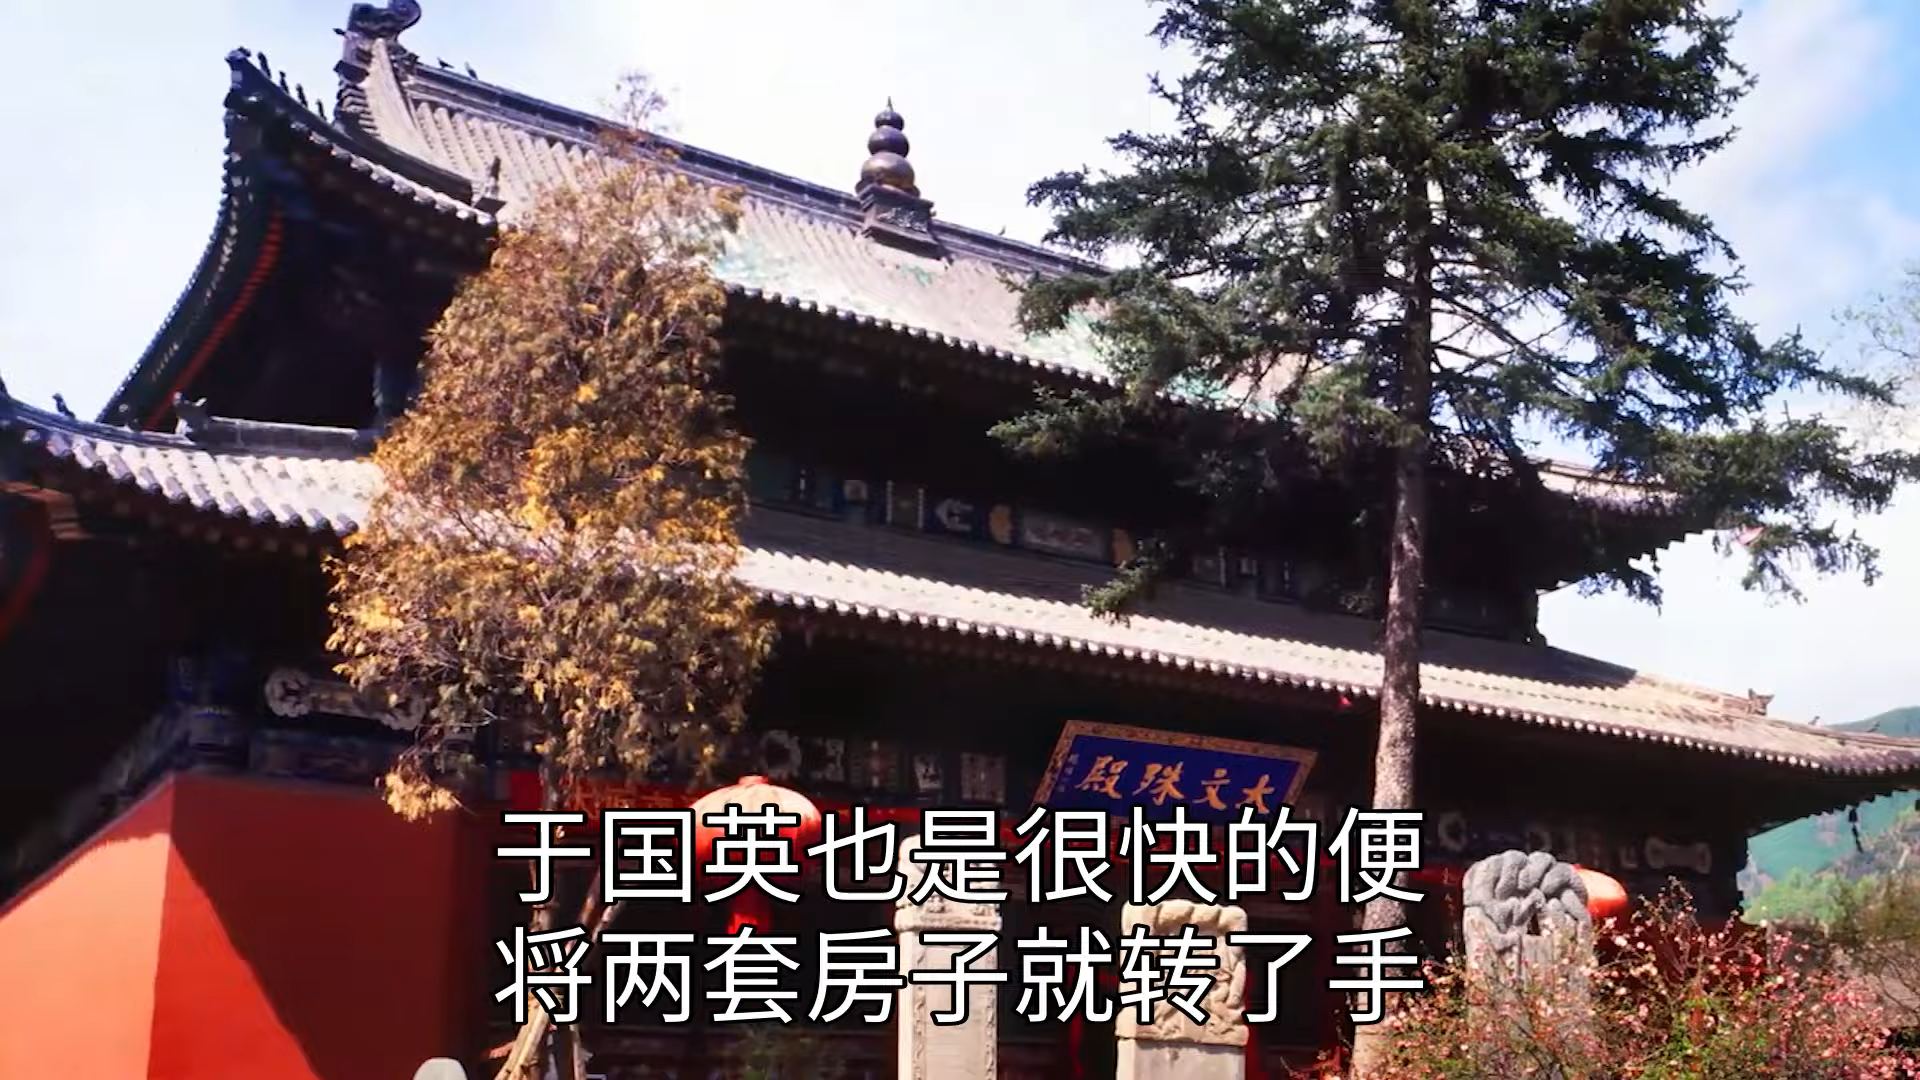 大文殊殿
于国英也是很快的便
将两套房子就转了手